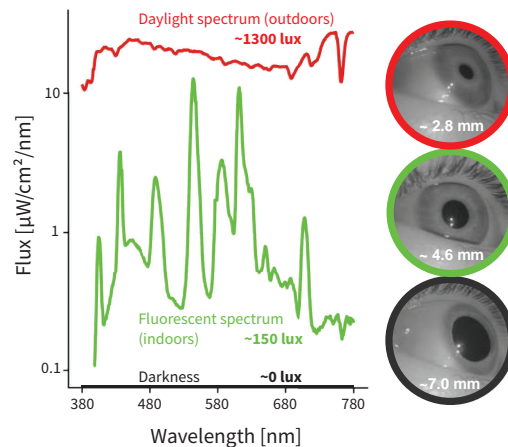 Daylight spectrum (outdoors)
~1300 lux
~ 2.8 mm
10
~ 4.6 mm
Flux [µW/cm²/nm]
1
Fluorescent spectrum
(indoors)
~150 lux
~7.0 mm
0.1
Darkness
~0 lux
380
480
580
680
780
Wavelength [nm]